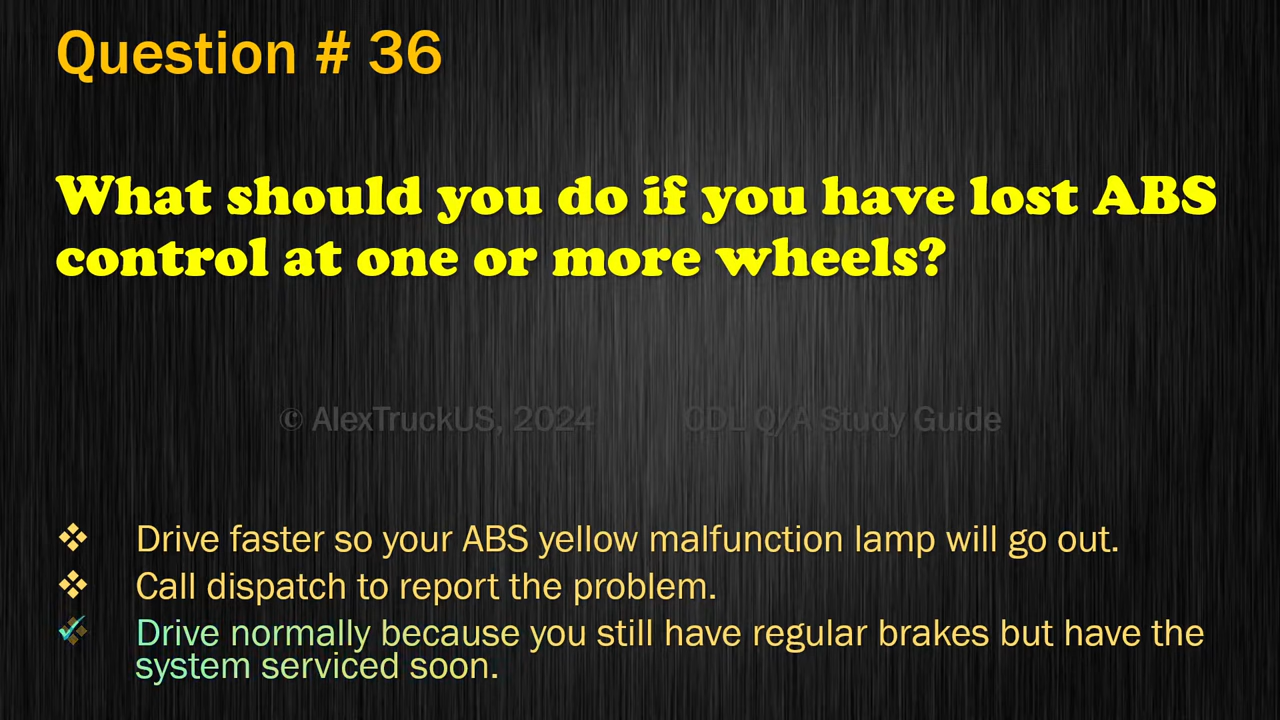 Question # 36
What should you do if you have lost ABS
control at one or more wheels?
© AlexTruckUS, 2024 CDL Q/A Study Guide
Drive faster so your ABS yellow malfunction lamp will go out.
Call dispatch to report the problem.
Drive normally because you still have regular brakes but have the
system serviced soon.